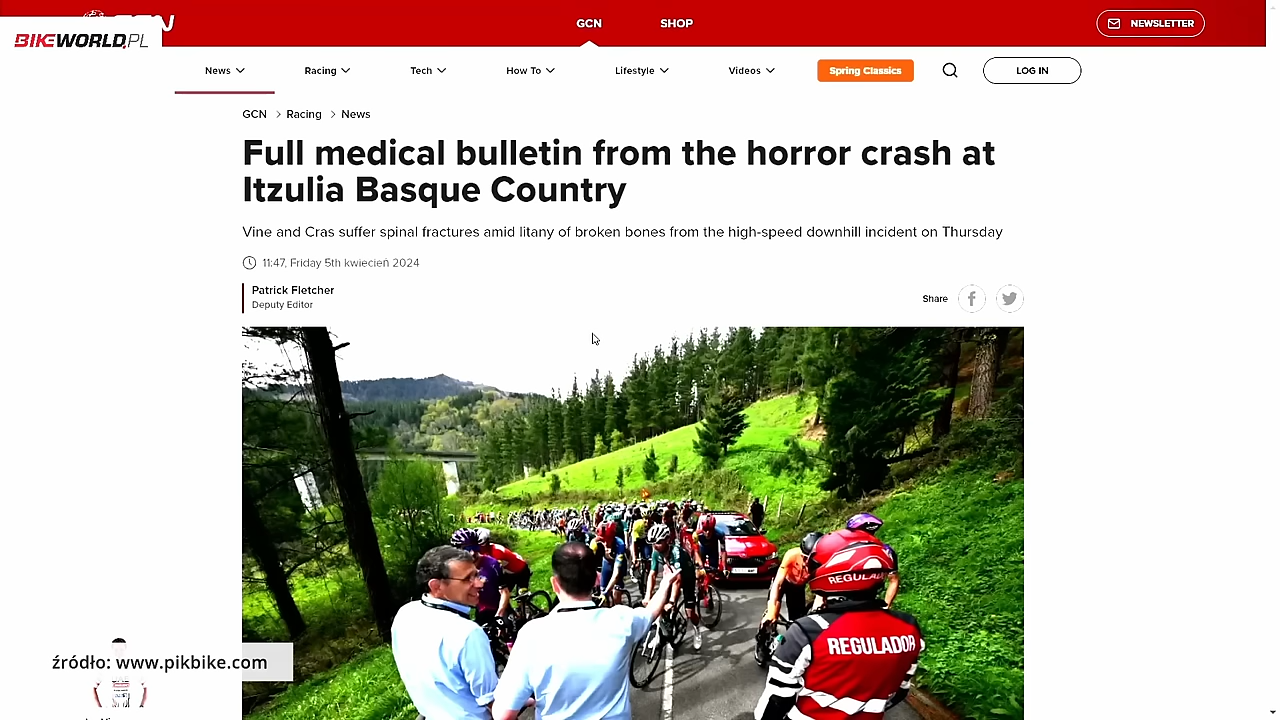 GCN
SHOP
NEWSLETTER
BIKEWORLD.PL
News
Racing
Tech
How To
Lifestyle
Videos
Spring Classics
LOG IN
GCN > Racing > News
Full medical bulletin from the horror crash at
Itzulia Basque Country
Vine and Cras suffer spinal fractures amid litany of broken bones from the high-speed downhill incident on Thursday
11:47, Friday 5th kwiecień 2024
Patrick Fletcher
Deputy Editor
Share
REGULADOR
źródło: www.pikbike.com